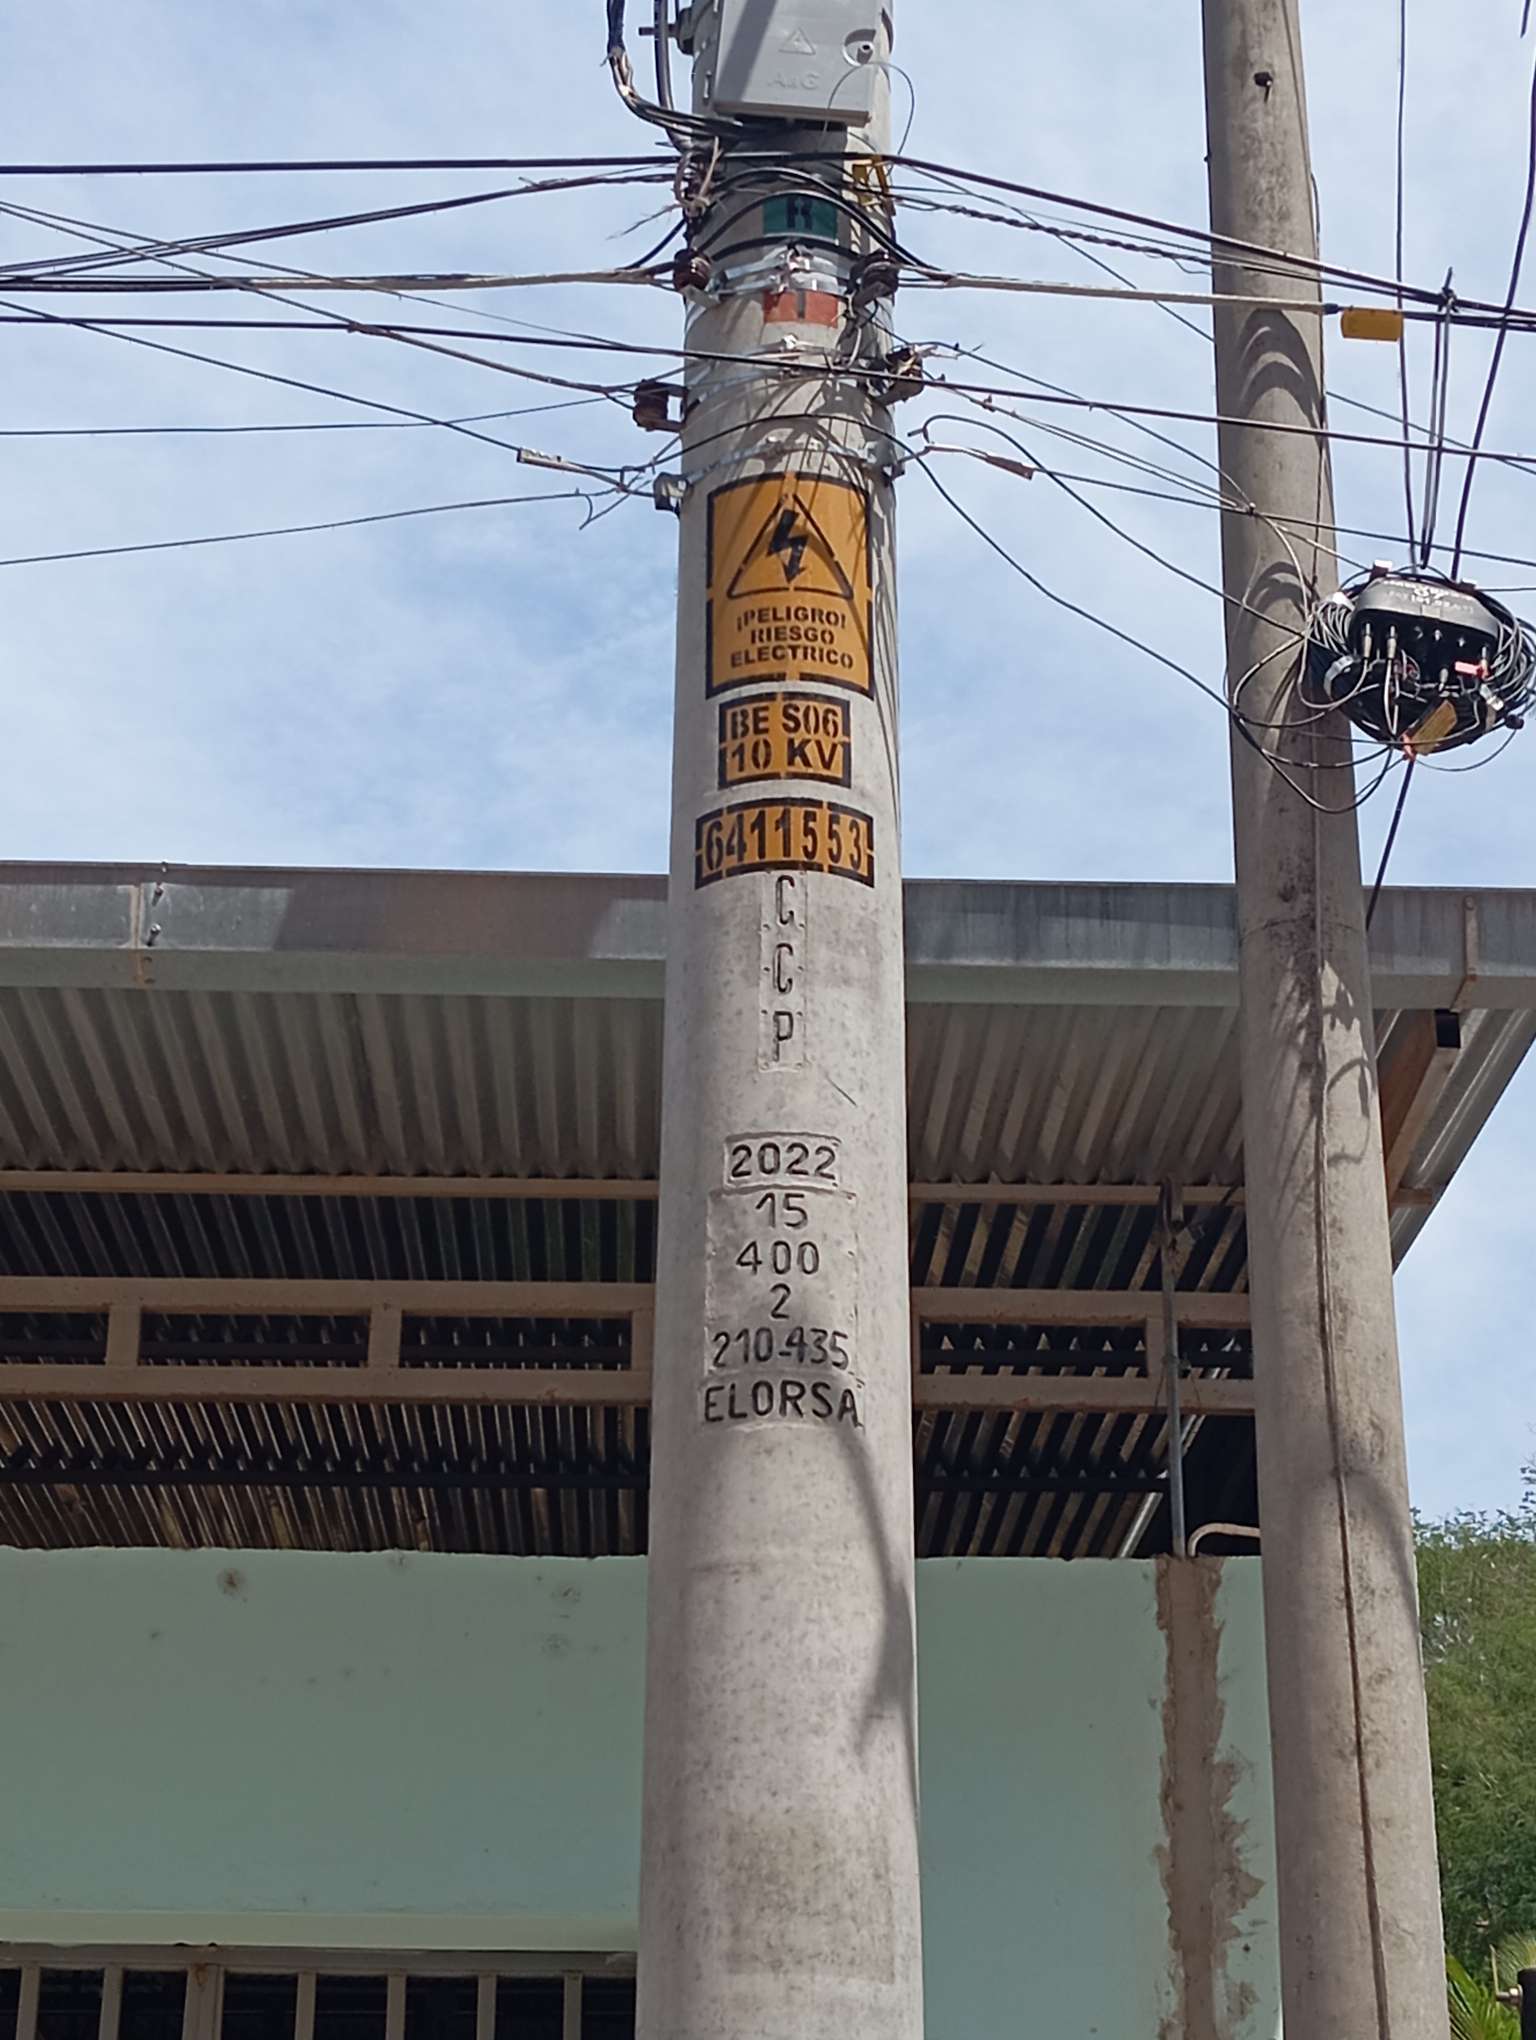 R
T
¡PELIGRO!
RIESGO
ELECTRICO
BE S06
10 KV
6411553
C
C
P
2022
15
400
2
210-435
ELORSA